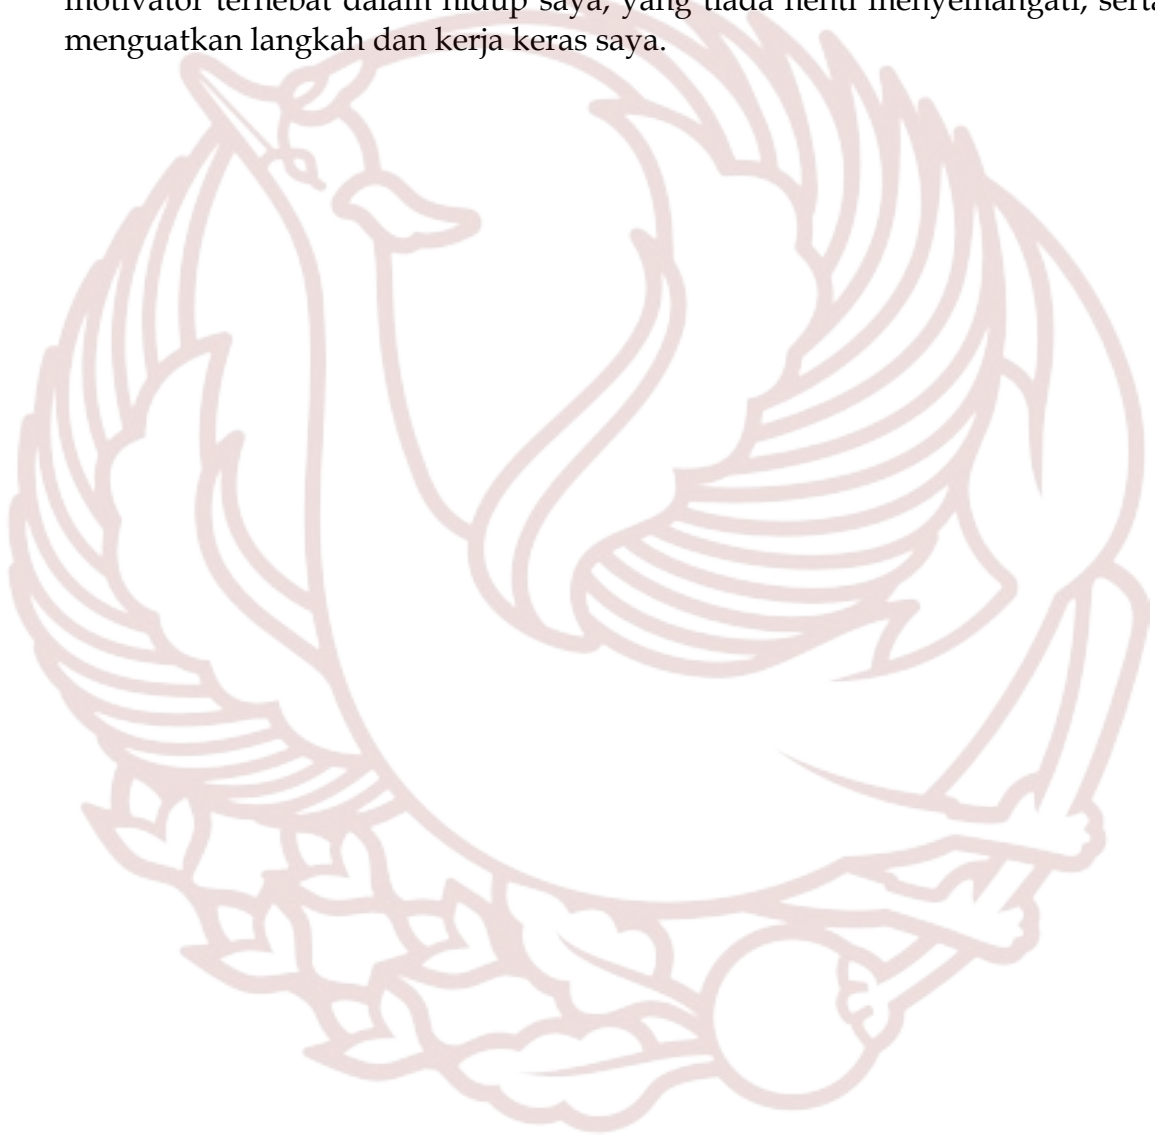 motivator terhebat dalam hidup saya, yang tiada henti menyemangati, serta
menguatkan langkah dan kerja keras saya.